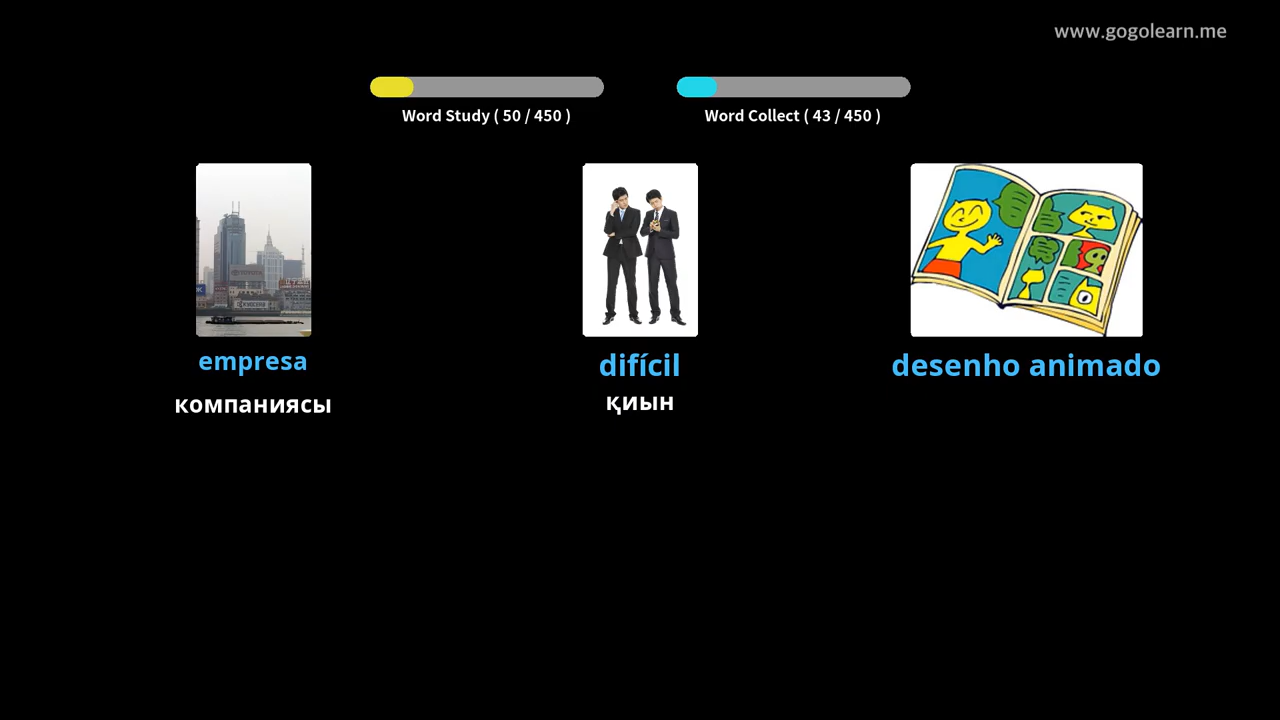 www.gogolearn.me
Word Study ( 50 / 450 )
Word Collect ( 43 / 450 )
empresa
difícil
desenho animado
компаниясы
қиын